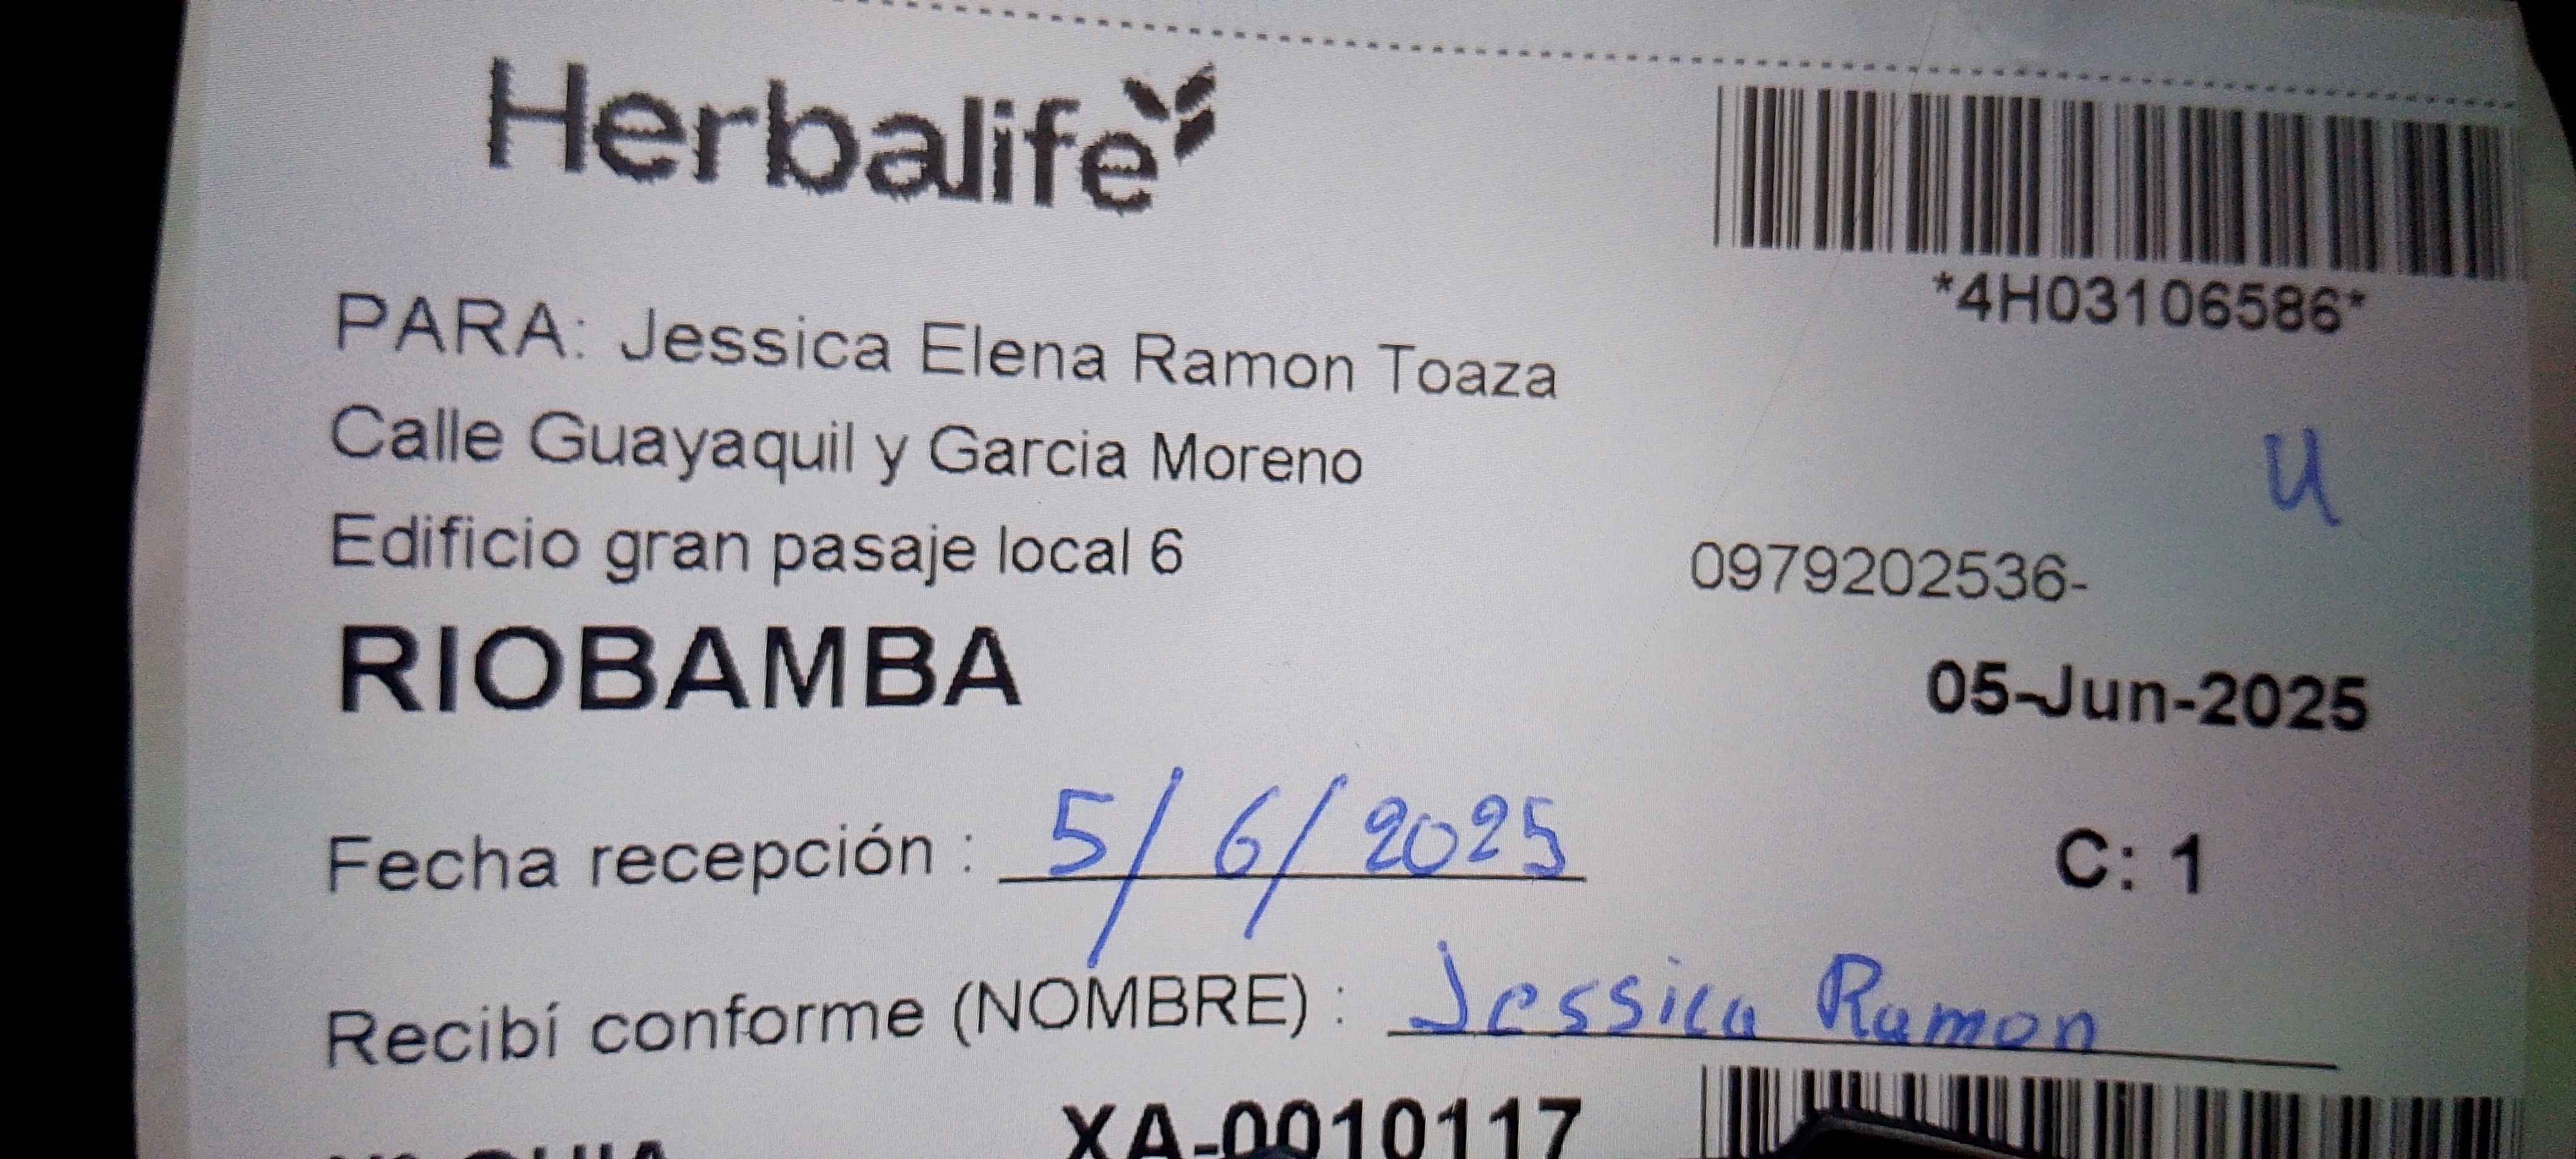 Herbalife
*4H03106586*
PARA: Jessica Elena Ramon Toaza
Calle Guayaquil y Garcia Moreno
u
Edificio gran pasaje local 6
0979202536-
RIOBAMBA
05-Jun-2025
Fecha recepción : 5/6/2025
C: 1
Recibí conforme (NOMBRE) : Jessica Ramon
XA-0010117